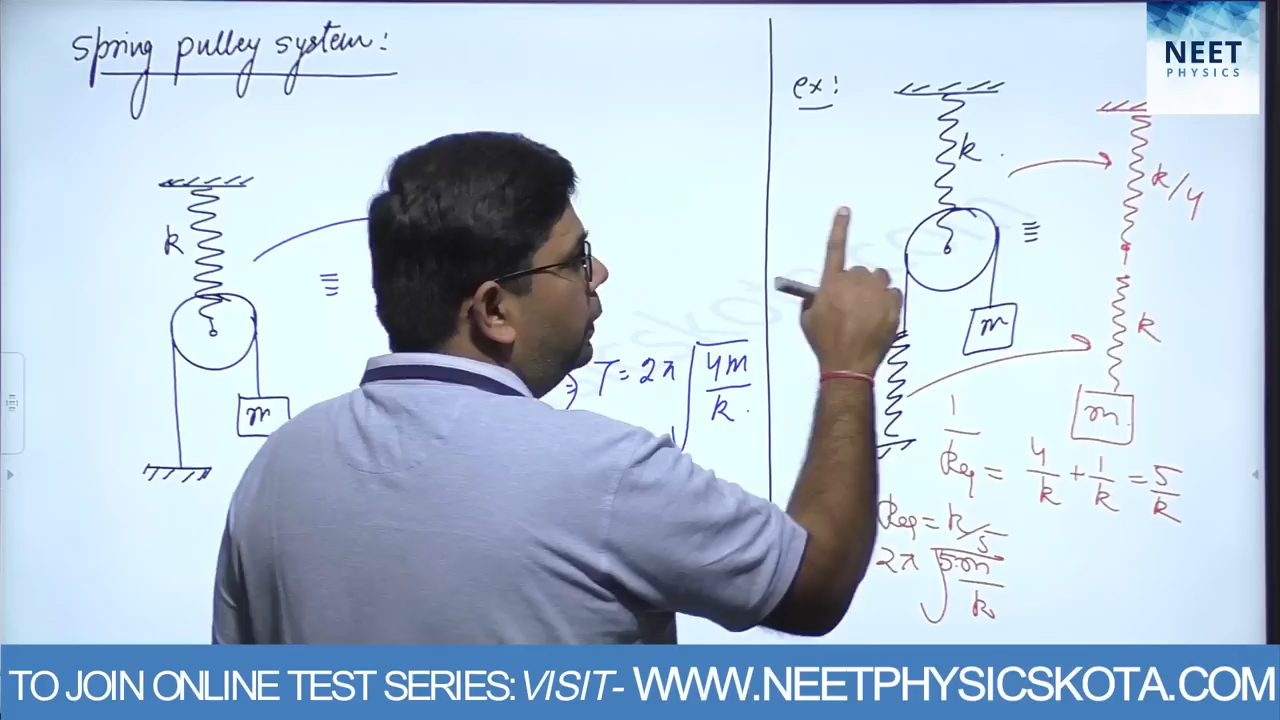 spring pulley system:
k
m
T = 2π √(4m/k)
ex:
k
m
k/4
k
m
1/keq = 4/k + 1/k = 5/k
keq = k/5
2π √(5m/k)
NEET
PHYSICS
TO JOIN ONLINE TEST SERIES: VISIT- WWW.NEETPHYSICSKOTA.COM